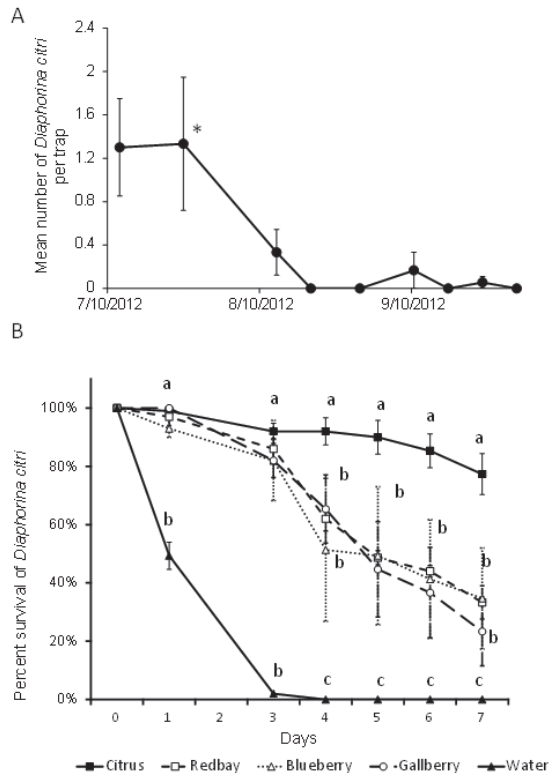 A
Mean number of Diaphorina citri
per trap
2.4
2
1.6
1.2
0.8
0.4
0
*
7/10/2012
8/10/2012
9/10/2012
B
Percent survival of Diaphorina citri
100%
80%
60%
40%
20%
0%
a
a
a
a
a
a
b
b
b
b
b
b
b
b
c
c
c
c
0
1
2
3
4
5
6
7
Days
Citrus
Redbay
Blueberry
Gallberry
Water